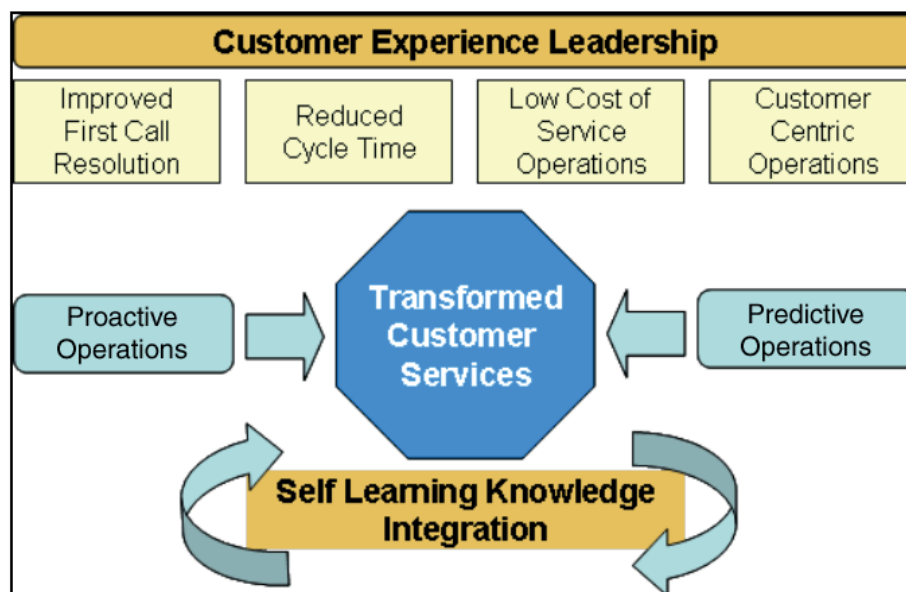 Customer Experience Leadership
Improved
First Call
Resolution
Reduced
Cycle Time
Low Cost of
Service
Operations
Customer
Centric
Operations
Proactive
Operations
Transformed
Customer
Services
Predictive
Operations
Self Learning Knowledge
Integration